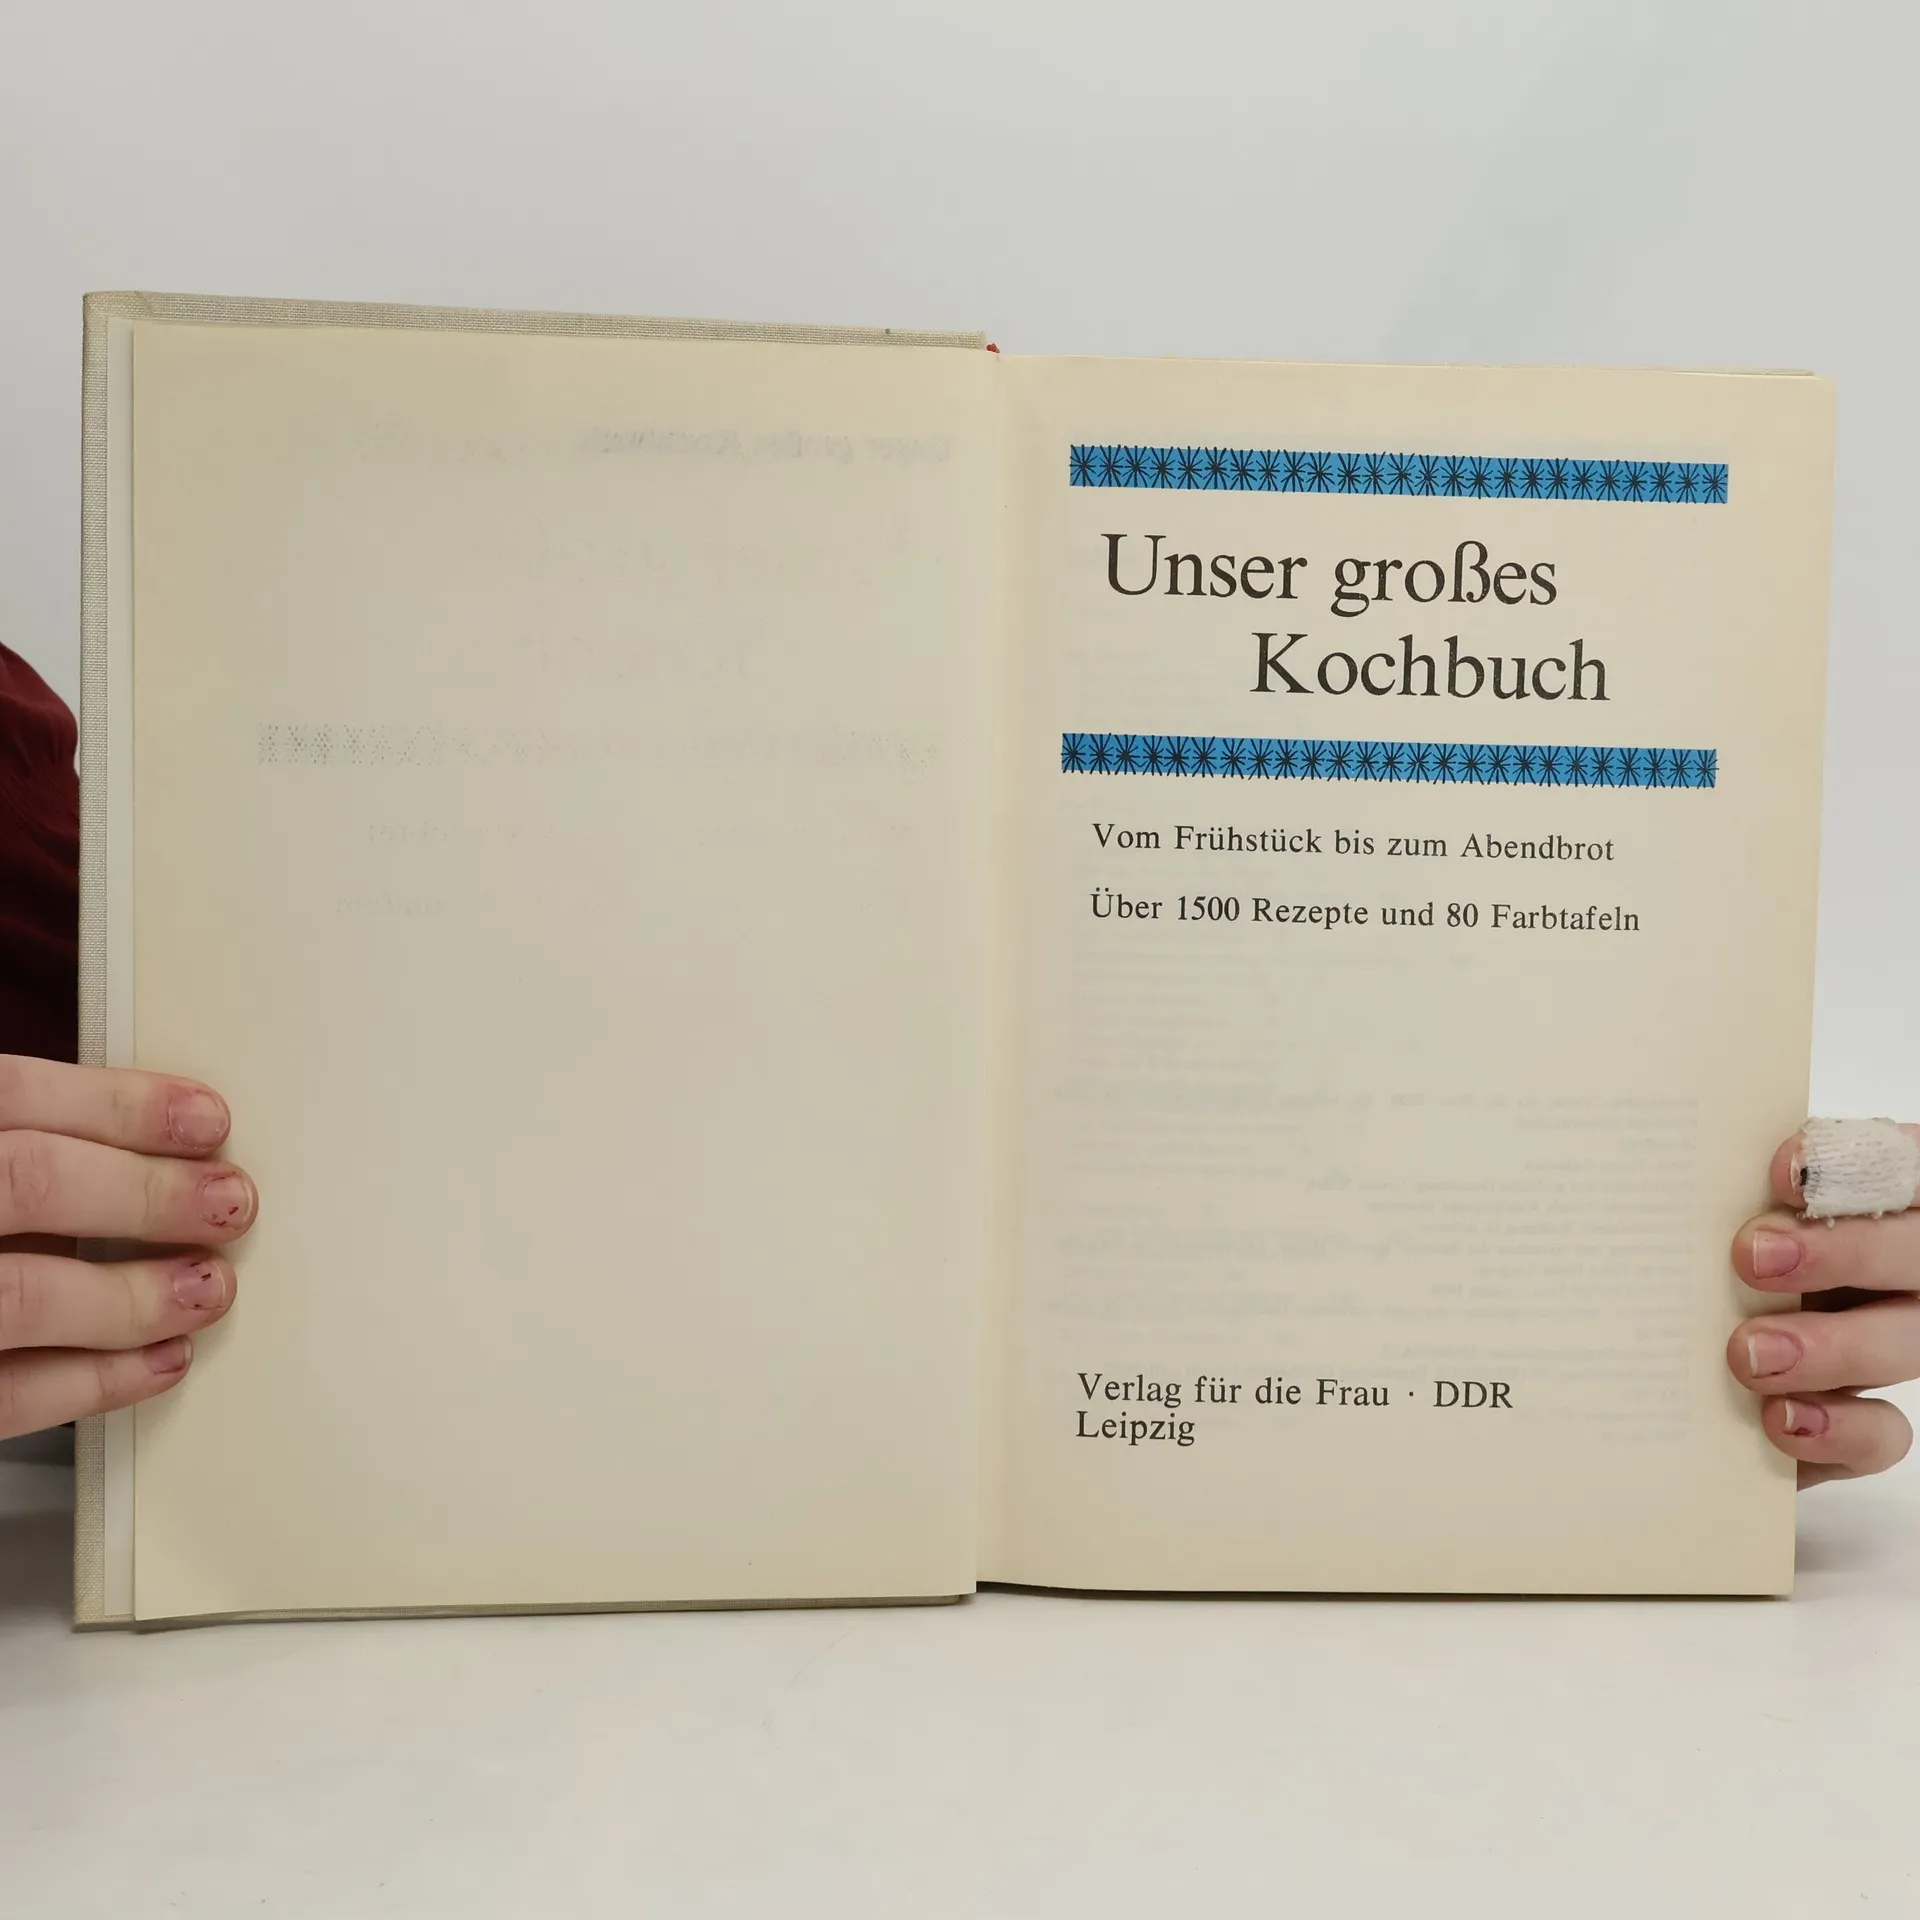 Unser großes
Kochbuch
Vom Frühstück bis zum Abendbrot
Über 1500 Rezepte und 80 Farbtafeln
Verlag für die Frau · DDR
Leipzig